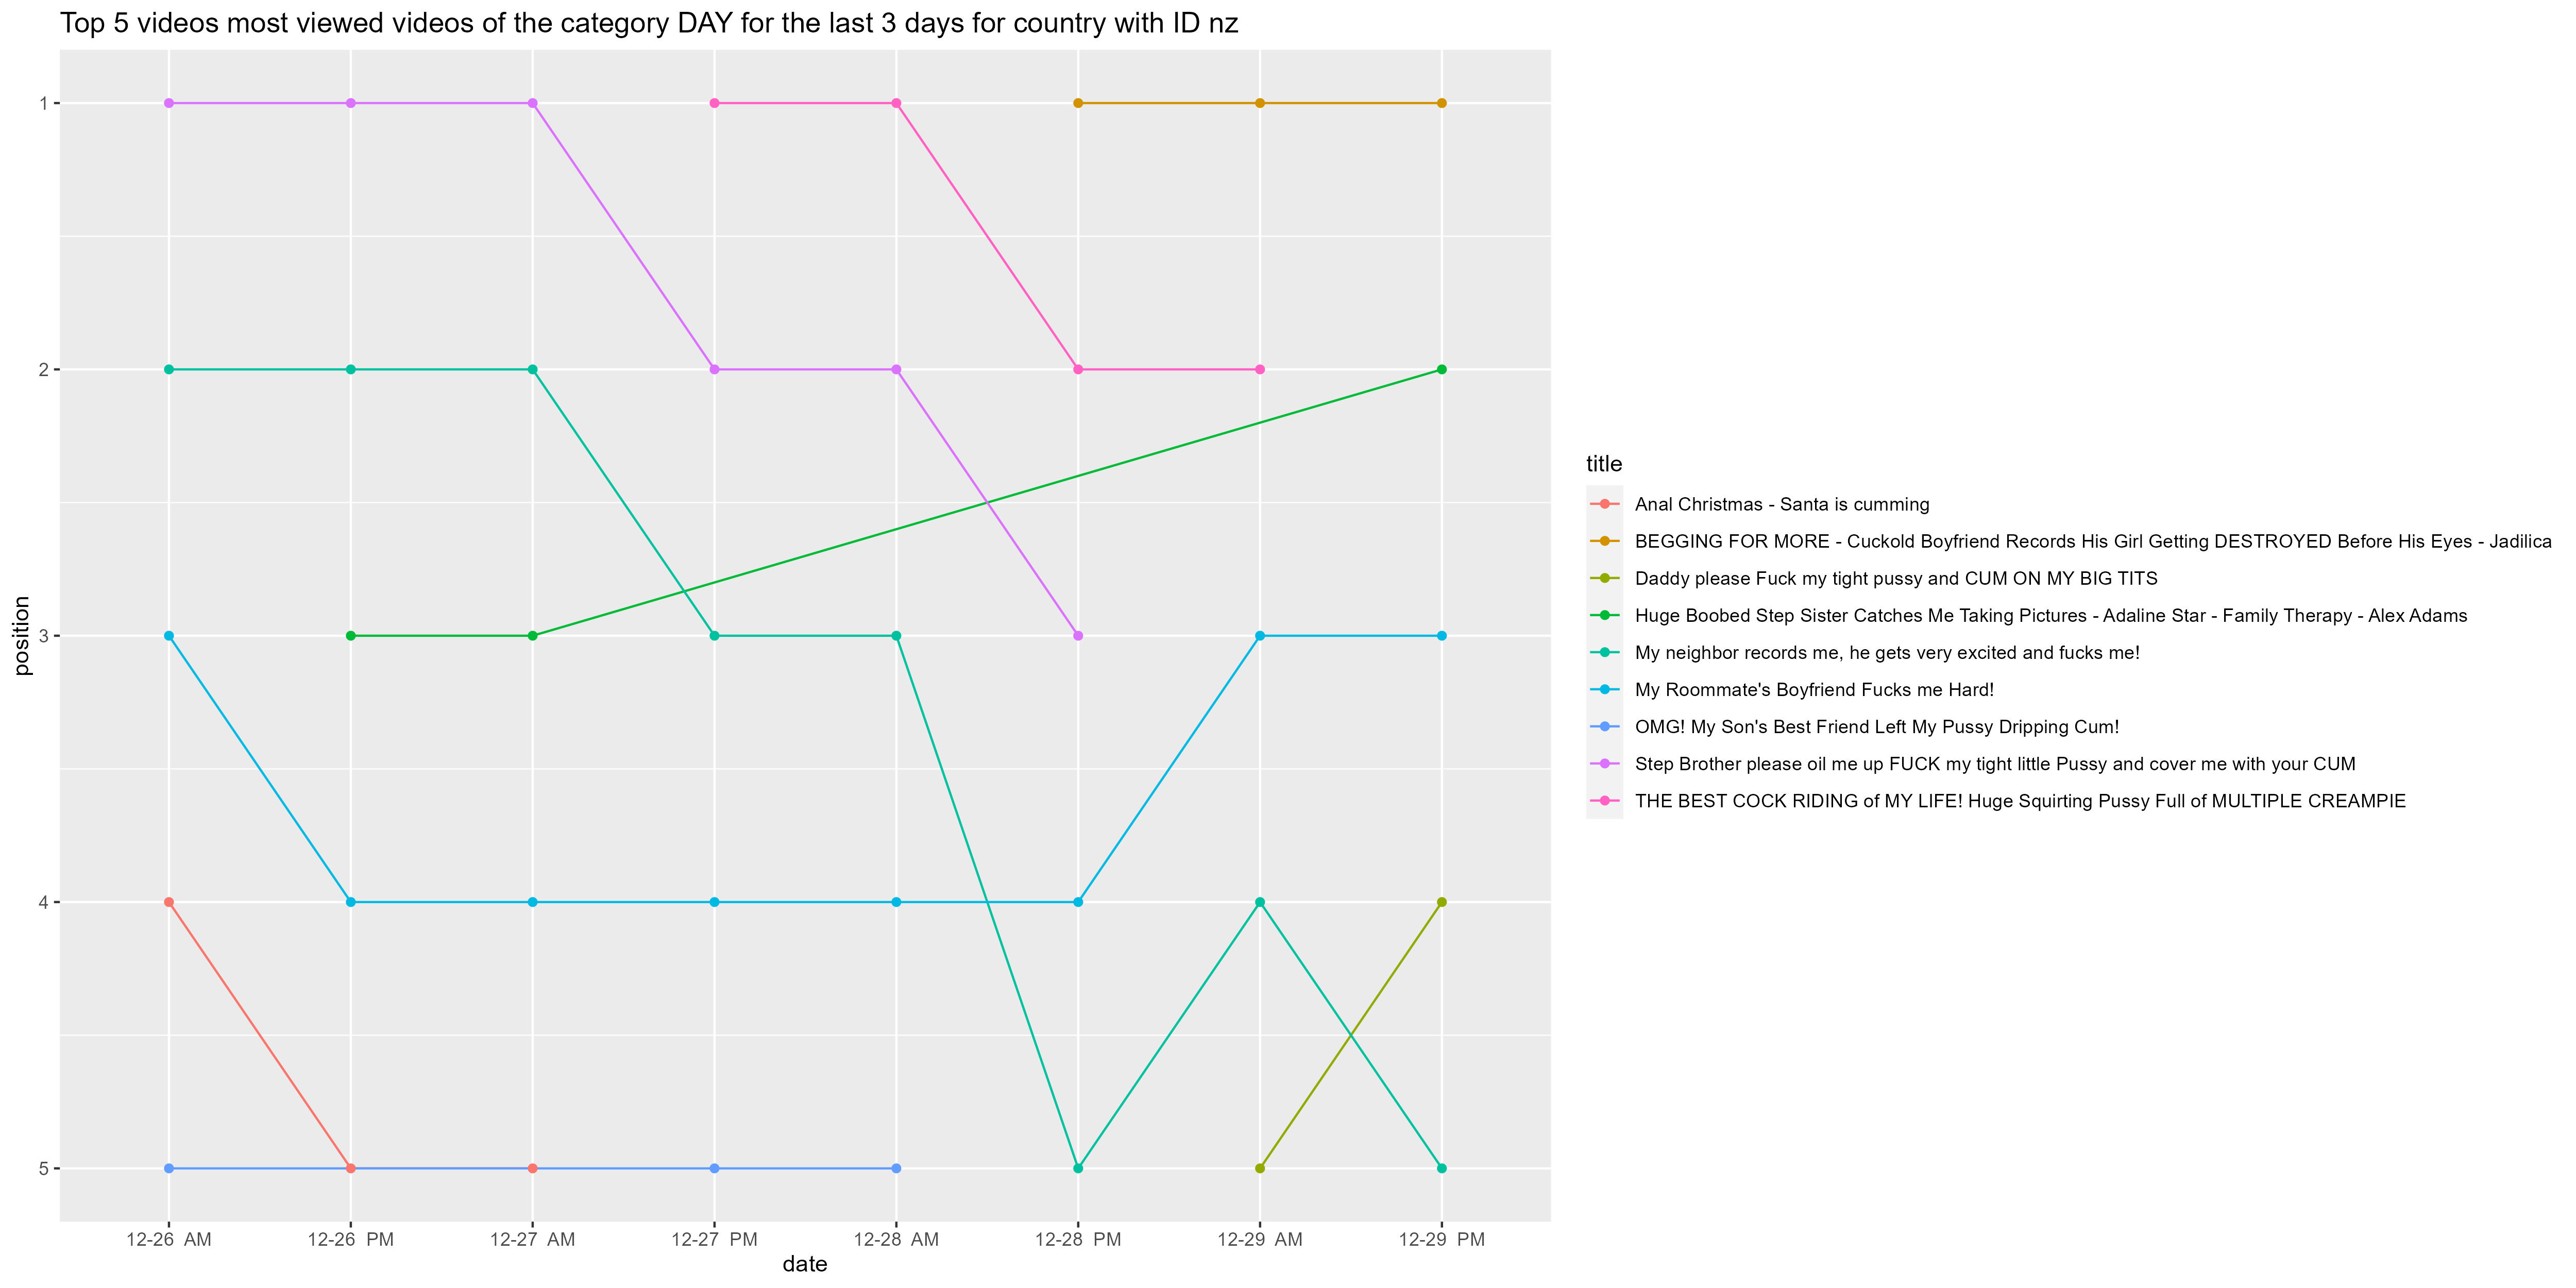 Top 5 videos most viewed videos of the category DAY for the last 3 days for country with ID nz
1
2
3
4
5
position
12-26 AM
12-26 PM
12-27 AM
12-27 PM
12-28 AM
12-28 PM
12-29 AM
12-29 PM
date
title
Anal Christmas - Santa is cumming
BEGGING FOR MORE - Cuckold Boyfriend Records His Girl Getting DESTROYED Before His Eyes - Jadilica
Daddy please Fuck my tight pussy and CUM ON MY BIG TITS
Huge Boobed Step Sister Catches Me Taking Pictures - Adaline Star - Family Therapy - Alex Adams
My neighbor records me, he gets very excited and fucks me!
My Roommate's Boyfriend Fucks me Hard!
OMG! My Son's Best Friend Left My Pussy Dripping Cum!
Step Brother please oil me up FUCK my tight little Pussy and cover me with your CUM
THE BEST COCK RIDING of MY LIFE! Huge Squirting Pussy Full of MULTIPLE CREAMPIE